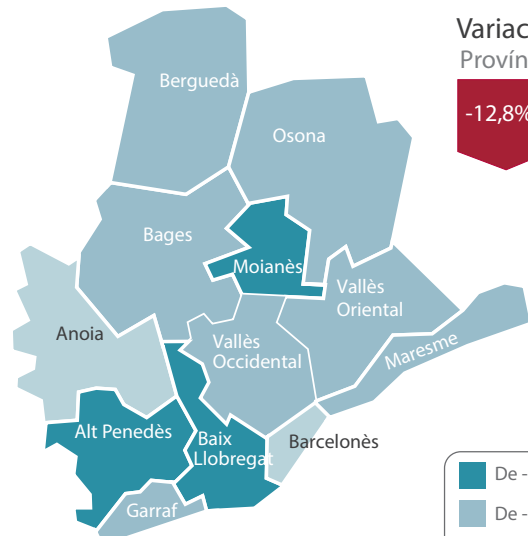 Variac
Provín
-12,8%
Berguedà
Osona
Bages
Moianès
Vallès
Oriental
Anoia
Vallès
Occidental
Maresme
Alt Penedès
Baix
Llobregat
Barcelonès
Garraf
De -
De -